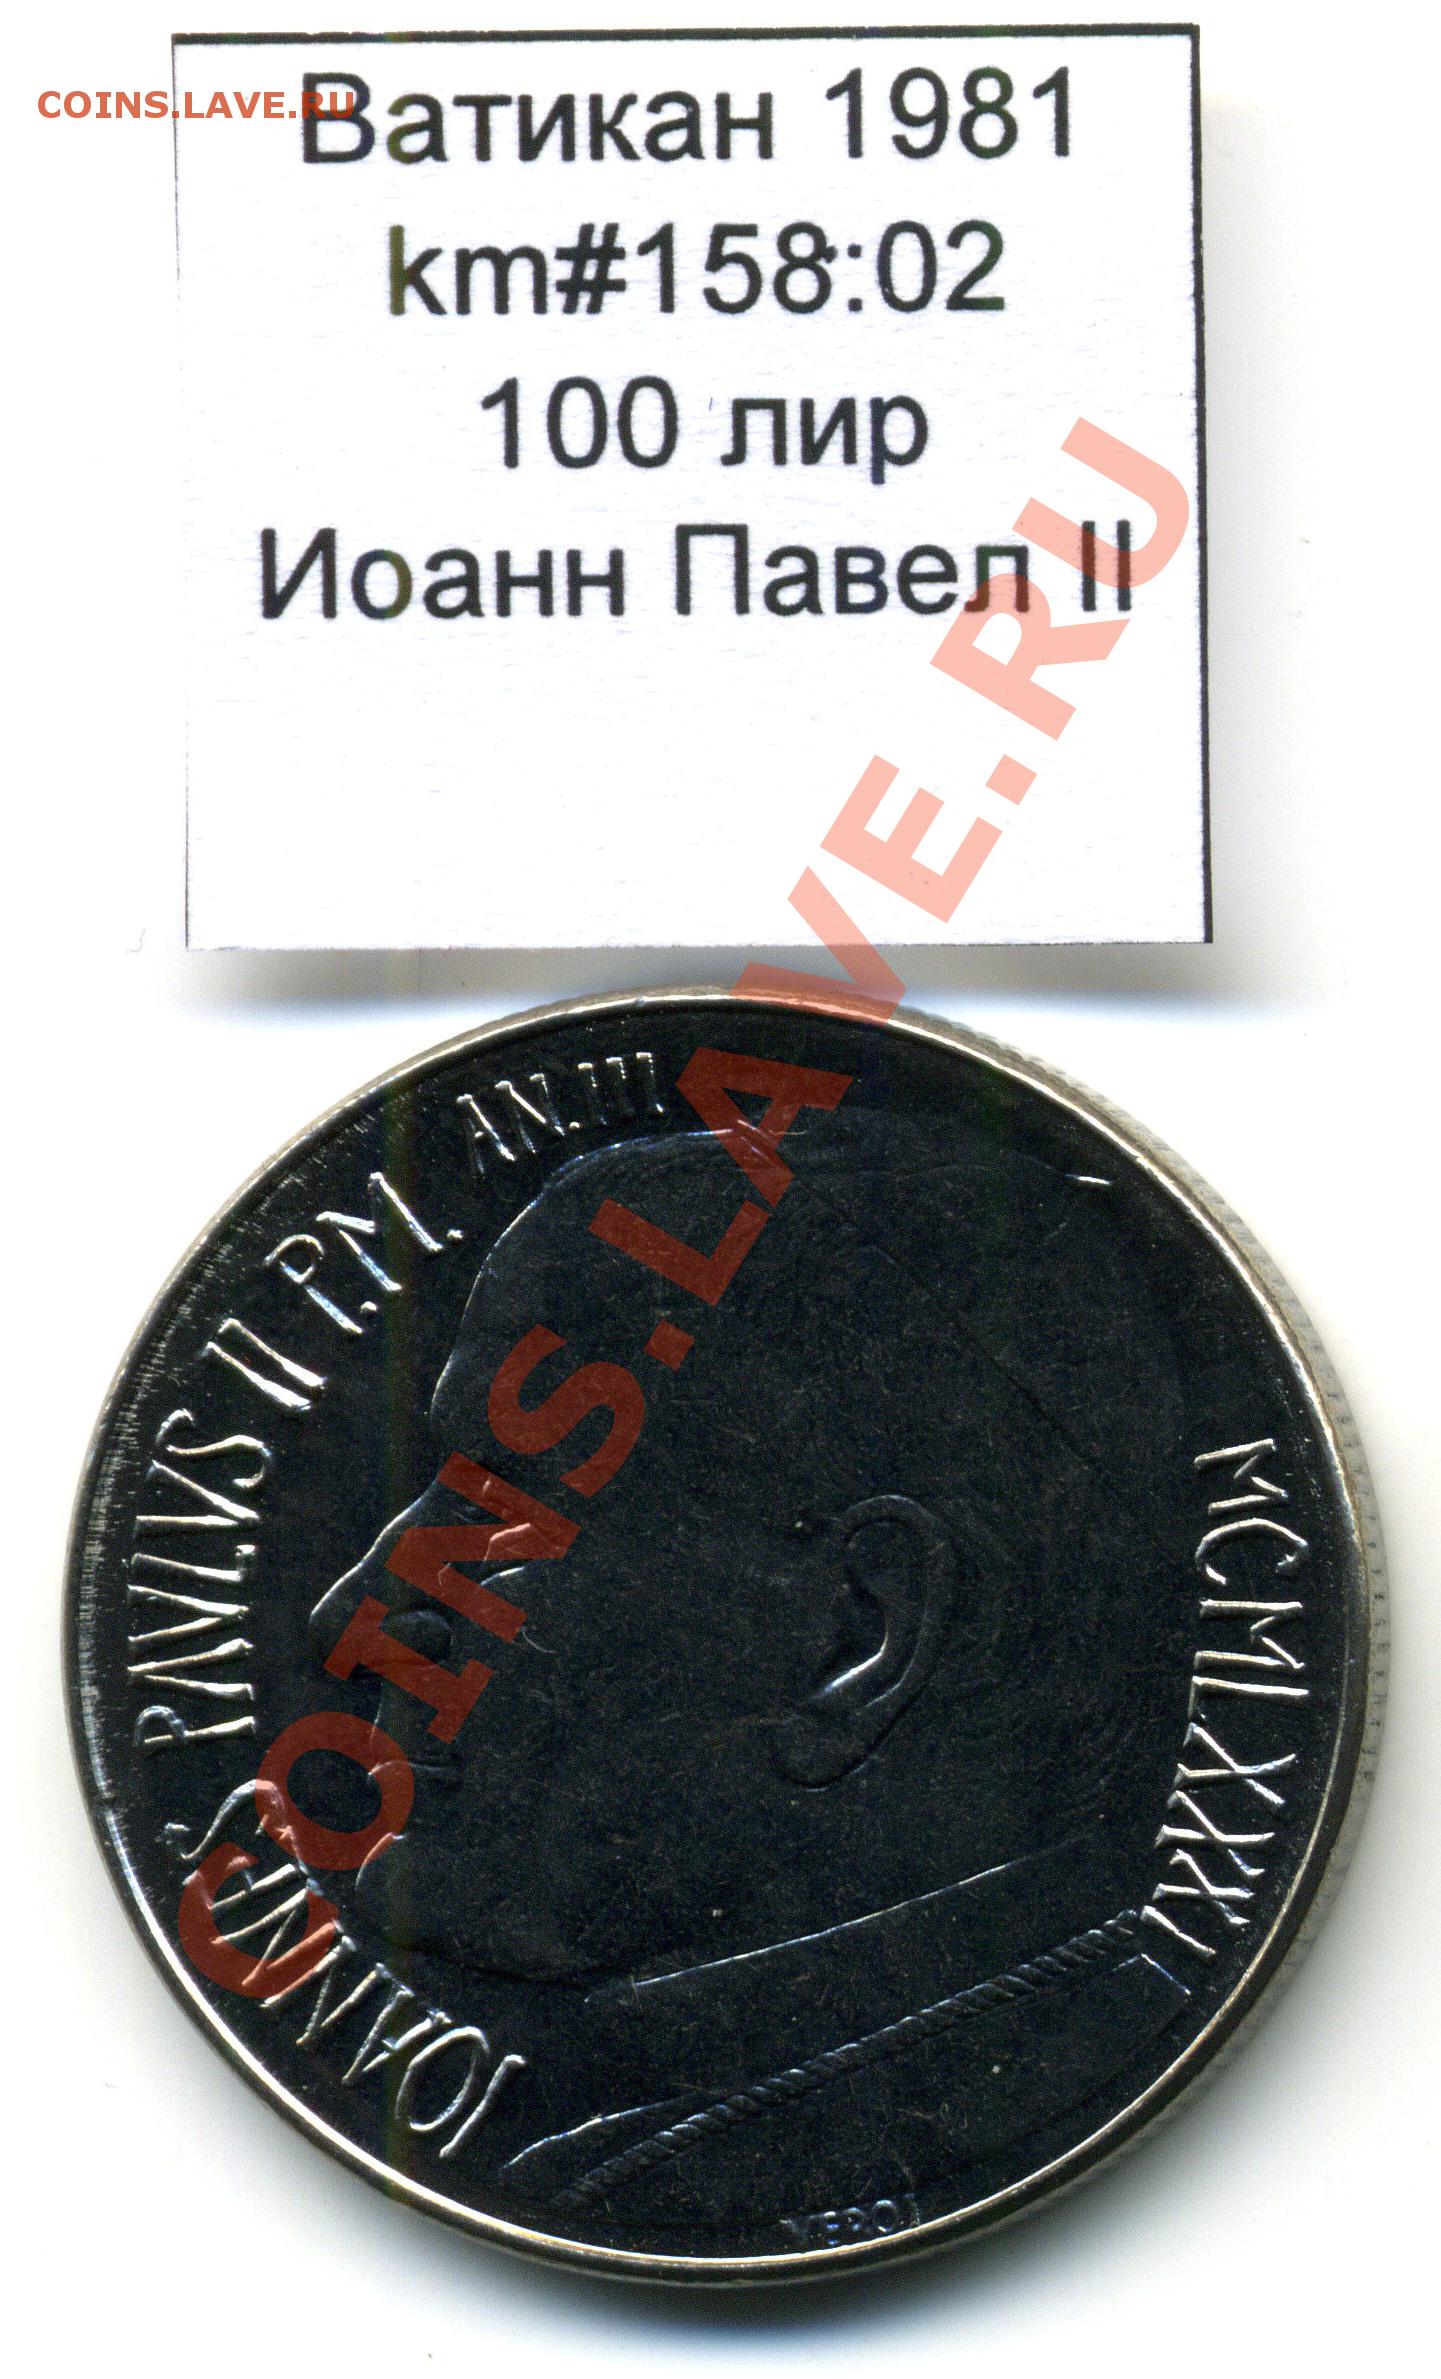 COINS.LAVE.RU
Ватикан 1981
km#158:02
100 лир
Иоанн Павел II
COINS.LAVE.RU
IOANNES PAVLVS II P.M. AN.III
MCMLXXXI
VEROI